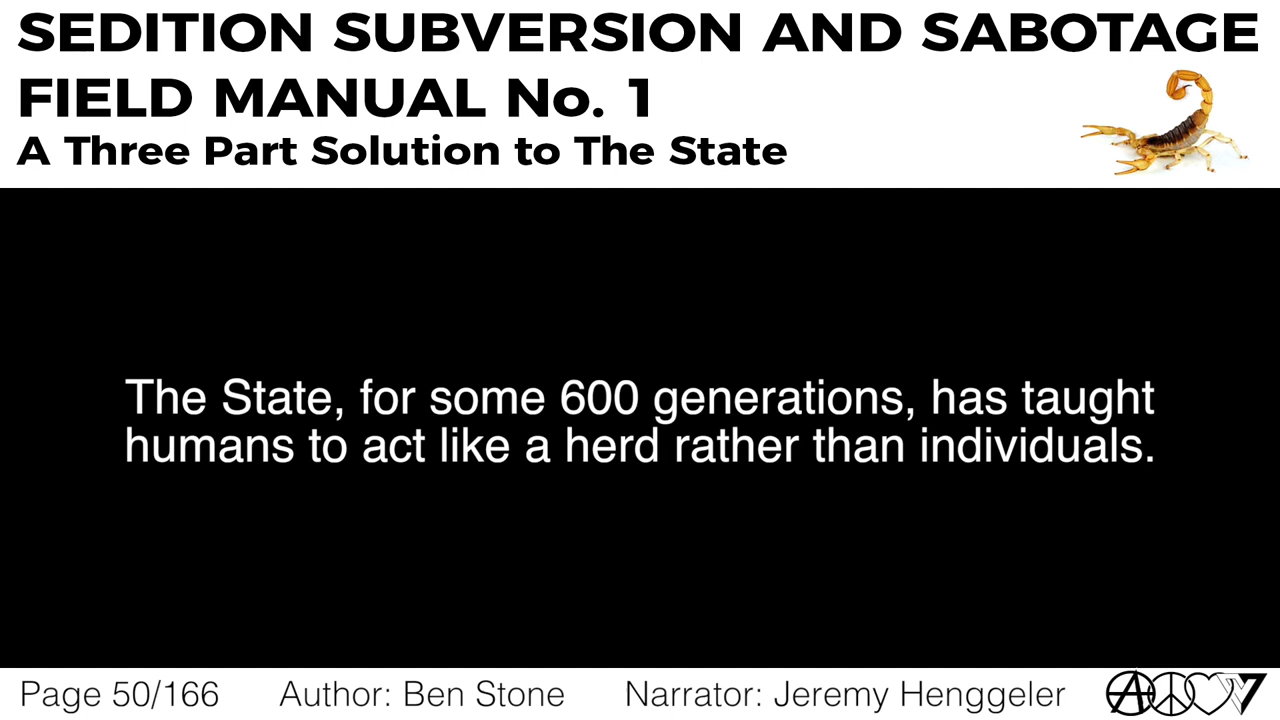 SEDITION SUBVERSION AND SABOTAGE
FIELD MANUAL No. 1
A Three Part Solution to The State
The State, for some 600 generations, has taught
humans to act like a herd rather than individuals.
Page 50/166 Author: Ben Stone Narrator: Jeremy Henggeler